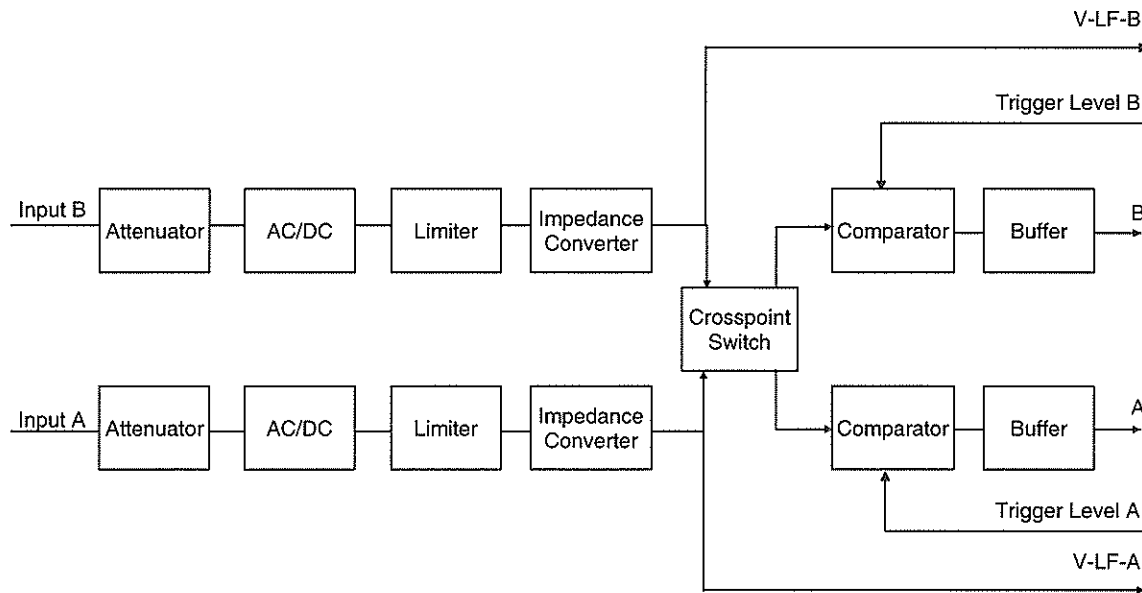 V-LF-B
Trigger Level B
Input B
Attenuator
AC/DC
Limiter
Impedance
Converter
Comparator
Buffer
B
Crosspoint
Switch
Input A
Attenuator
AC/DC
Limiter
Impedance
Converter
Comparator
Buffer
A
Trigger Level A
V-LF-A